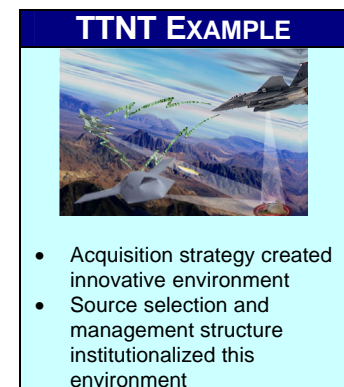 TTNT EXAMPLE
• Acquisition strategy created
innovative environment
• Source selection and
management structure
institutionalized this
environment